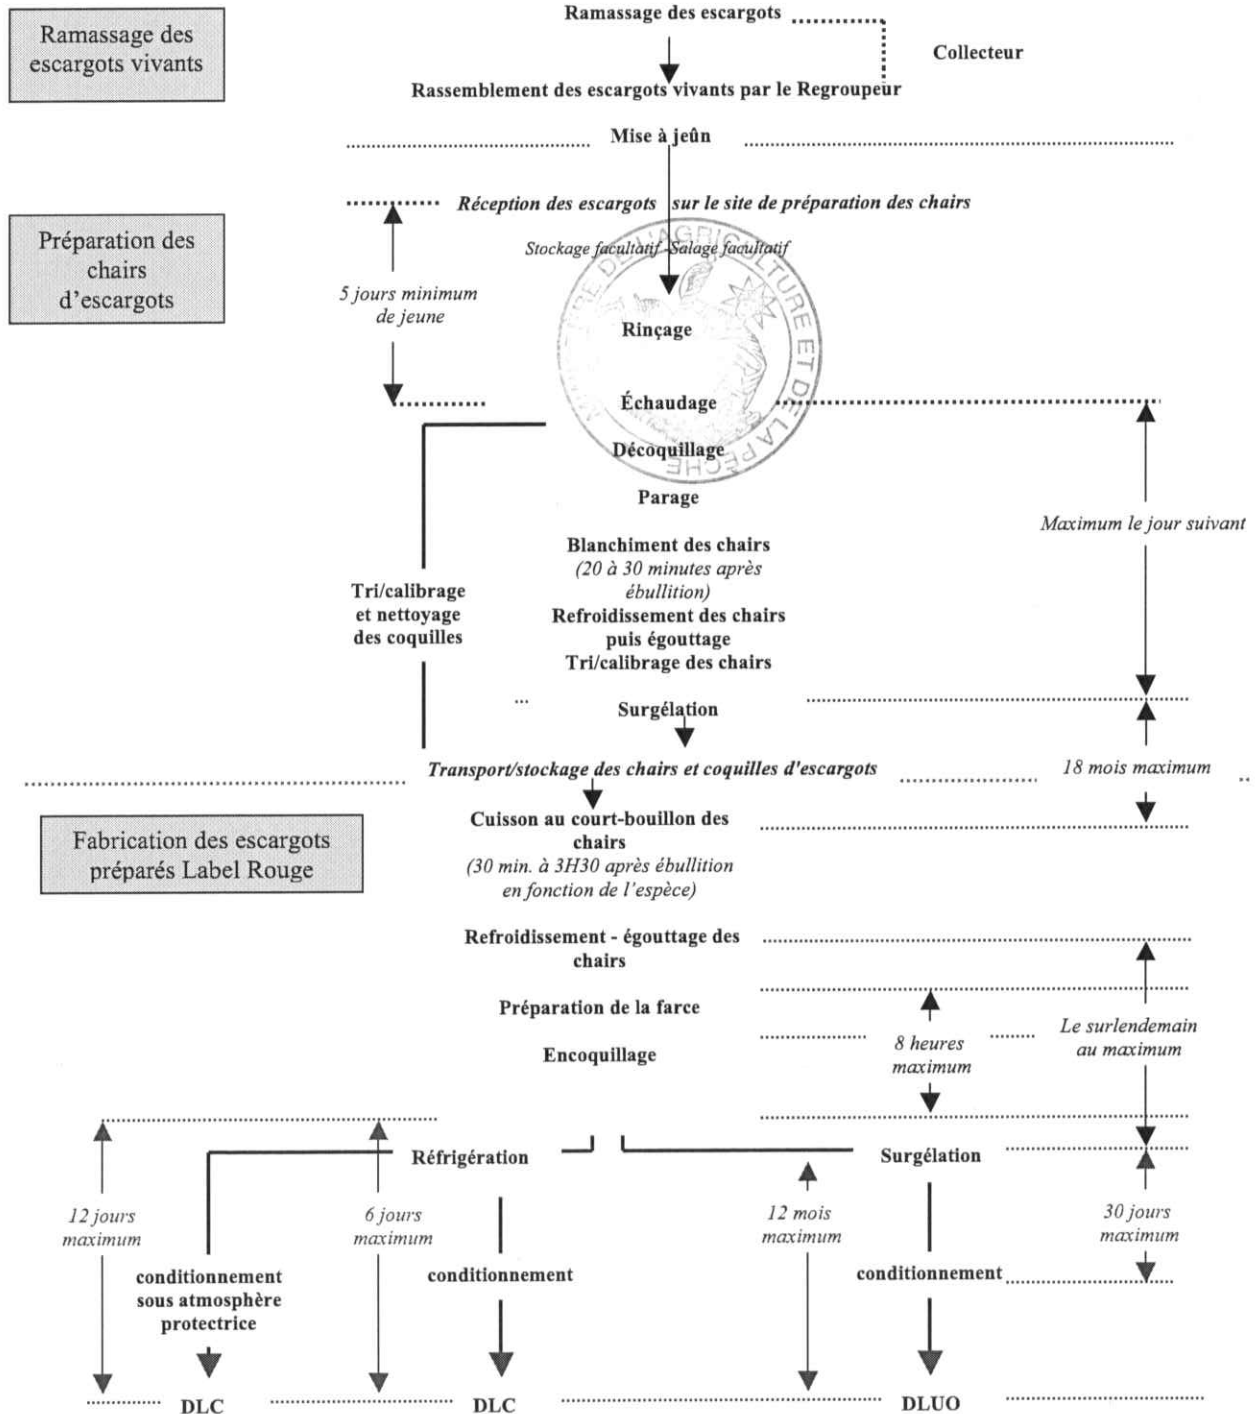 Ramassage des
escargots vivants
Ramassage des escargots
Collecteur
Rassemblement des escargots vivants par le Regroupeur
Mise à jeûn
Réception des escargots sur le site de préparation des chairs
Préparation des
chairs
d'escargots
Stockage facultatif -Salage facultatif
MINISTÈRE DE L'AGRICULTURE ET DE LA PÊCHE
5 jours minimum
de jeune
Rinçage
Échaudage
Décoquillage
Parage
Maximum le jour suivant
Blanchiment des chairs
(20 à 30 minutes après
ébullition)
Tri/calibrage
et nettoyage
des coquilles
Refroidissement des chairs
puis égouttage
Tri/calibrage des chairs
Surgélation
Transport/stockage des chairs et coquilles d'escargots
18 mois maximum
Fabrication des escargots
préparés Label Rouge
Cuisson au court-bouillon des
chairs
(30 min. à 3H30 après ébullition
en fonction de l'espèce)
Refroidissement - égouttage des
chairs
Préparation de la farce
Encoquillage
8 heures
maximum
Le surlendemain
au maximum
Réfrigération
Surgélation
12 jours
maximum
6 jours
maximum
12 mois
maximum
30 jours
maximum
conditionnement
sous atmosphère
protectrice
conditionnement
conditionnement
DLC
DLC
DLUO